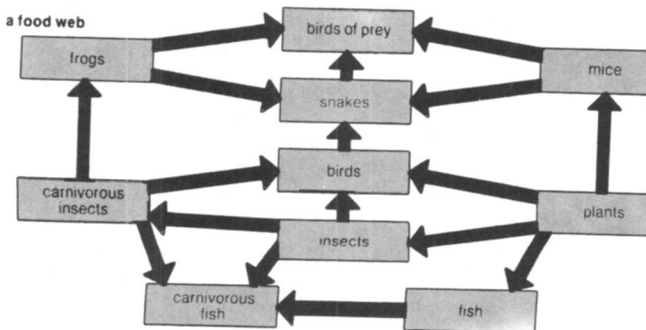 a food web
birds of prey
frogs
mice
snakes
birds
carnivorous
insects
plants
insects
carnivorous
fish
fish